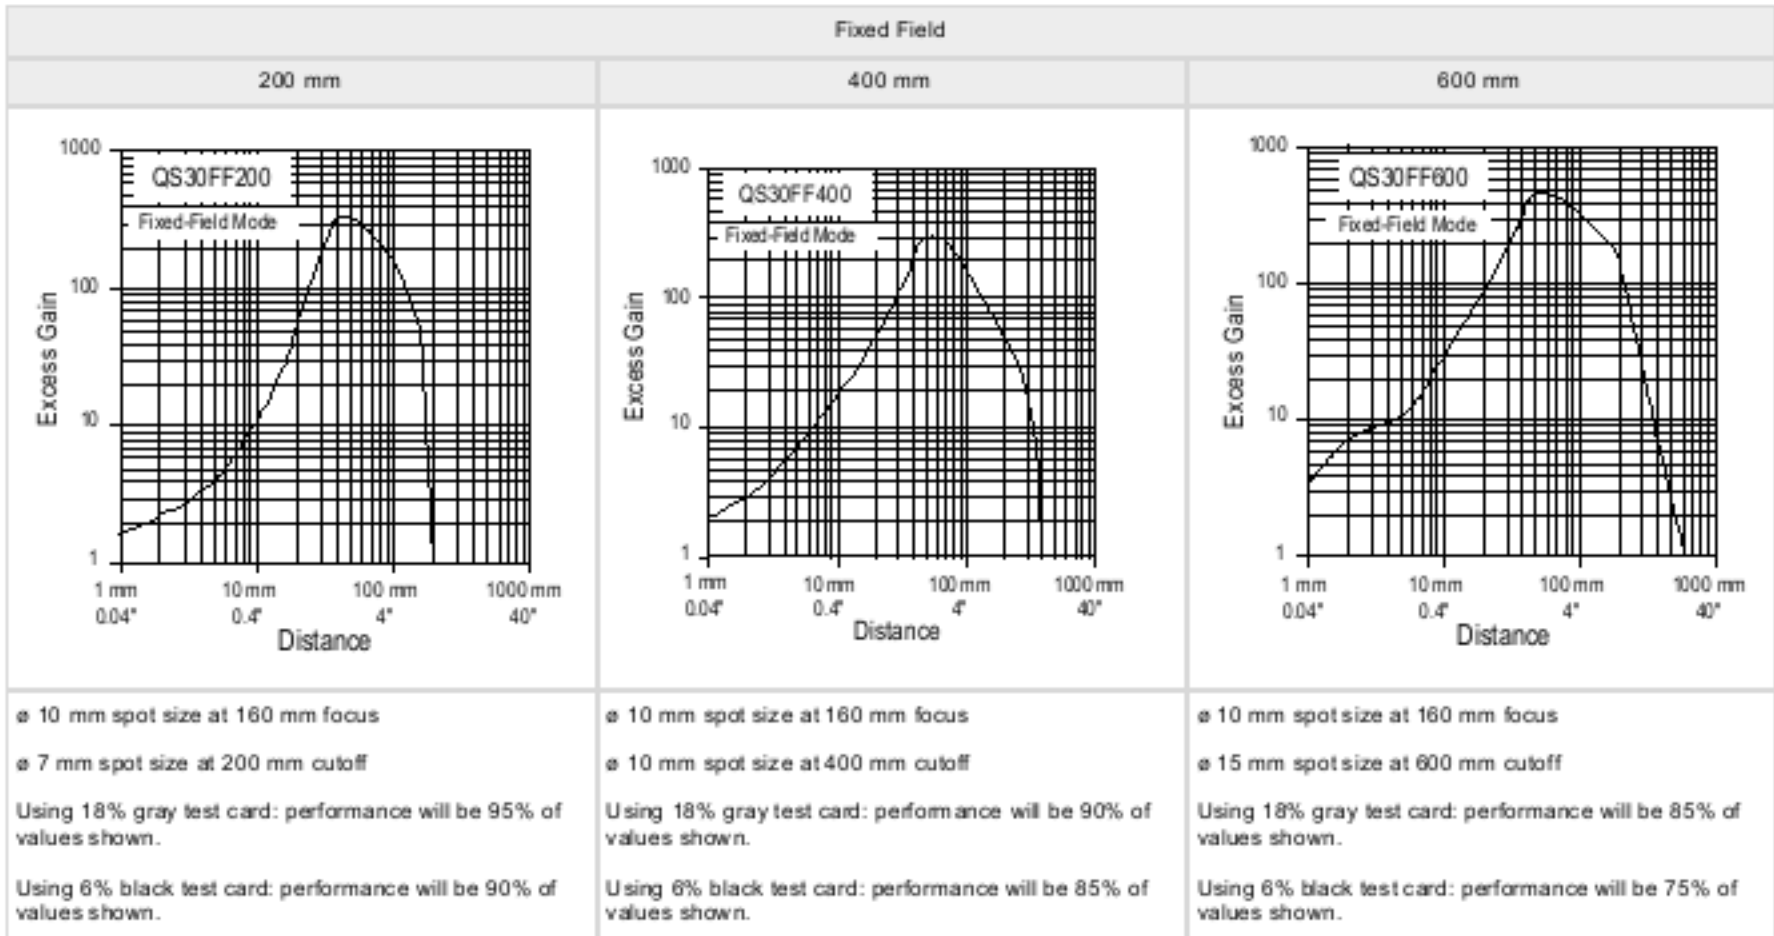 Fixed Field
200 mm
400 mm
600 mm
1000
QS30FF200
Fixed-Field Mode
100
Excess Gain
10
1
1 mm
10 mm
100 mm
1000 mm
0.04"
0.4"
4"
40"
Distance
1000
QS30FF400
Fixed-Field Mode
100
Excess Gain
10
1
1 mm
10 mm
100 mm
1000 mm
0.04"
0.4"
4"
40"
Distance
1000
QS30FF600
Fixed-Field Mode
100
Excess Gain
10
1
1 mm
10 mm
100 mm
1000 mm
0.04"
0.4"
4"
40"
Distance
ø 10 mm spot size at 160 mm focus
ø 7 mm spot size at 200 mm cutoff
Using 18% gray test card: performance will be 95% of
values shown.
Using 6% black test card: performance will be 90% of
values shown.
ø 10 mm spot size at 160 mm focus
ø 10 mm spot size at 400 mm cutoff
Using 18% gray test card: performance will be 90% of
values shown.
Using 6% black test card: performance will be 85% of
values shown.
ø 10 mm spot size at 160 mm focus
ø 15 mm spot size at 600 mm cutoff
Using 18% gray test card: performance will be 85% of
values shown.
Using 6% black test card: performance will be 75% of
values shown.